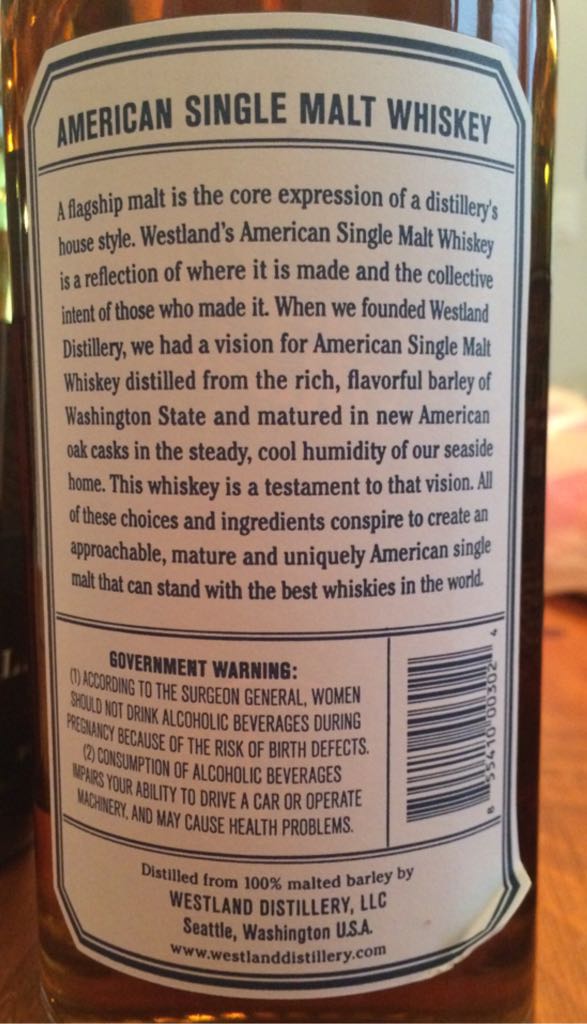 AMERICAN SINGLE MALT WHISKEY
A flagship malt is the core expression of a distillery's
house style. Westland's American Single Malt Whiskey
is a reflection of where it is made and the collective
intent of those who made it. When we founded Westland
Distillery, we had a vision for American Single Malt
Whiskey distilled from the rich, flavorful barley of
Washington State and matured in new American
oak casks in the steady, cool humidity of our seaside
home. This whiskey is a testament to that vision. All
of these choices and ingredients conspire to create an
approachable, mature and uniquely American single
malt that can stand with the best whiskies in the world.
GOVERNMENT WARNING:
(1) ACCORDING TO THE SURGEON GENERAL, WOMEN
SHOULD NOT DRINK ALCOHOLIC BEVERAGES DURING
PREGNANCY BECAUSE OF THE RISK OF BIRTH DEFECTS.
(2) CONSUMPTION OF ALCOHOLIC BEVERAGES
IMPAIRS YOUR ABILITY TO DRIVE A CAR OR OPERATE
MACHINERY, AND MAY CAUSE HEALTH PROBLEMS.
8 55410 00302 4
Distilled from 100% malted barley by
WESTLAND DISTILLERY, LLC
Seattle, Washington U.S.A.
www.westlanddistillery.com